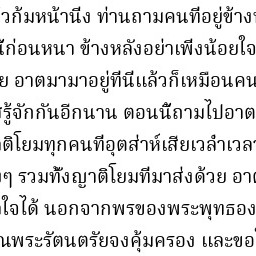 วก้มหน้านิ่ง ท่านถามคนที่อยู่ข้าง
นี้ก่อนหนา ข้างหลังอย่าเพิ่งน้อยใจ
ย อาตมามาอยู่ที่นี่แล้วก็เหมือนคน
รู้จักกันอีกนาน ตอนนี้ถามไปอาต
ติโยมทุกคนที่อุตส่าห์เสียเวล่ำเวลา
งๆ รวมทั้งญาติโยมที่มาส่งด้วย อา
ใจได้ นอกจากพรของพระพุทธอง
ณพระรัตนตรัยจงคุ้มครอง และขอใ